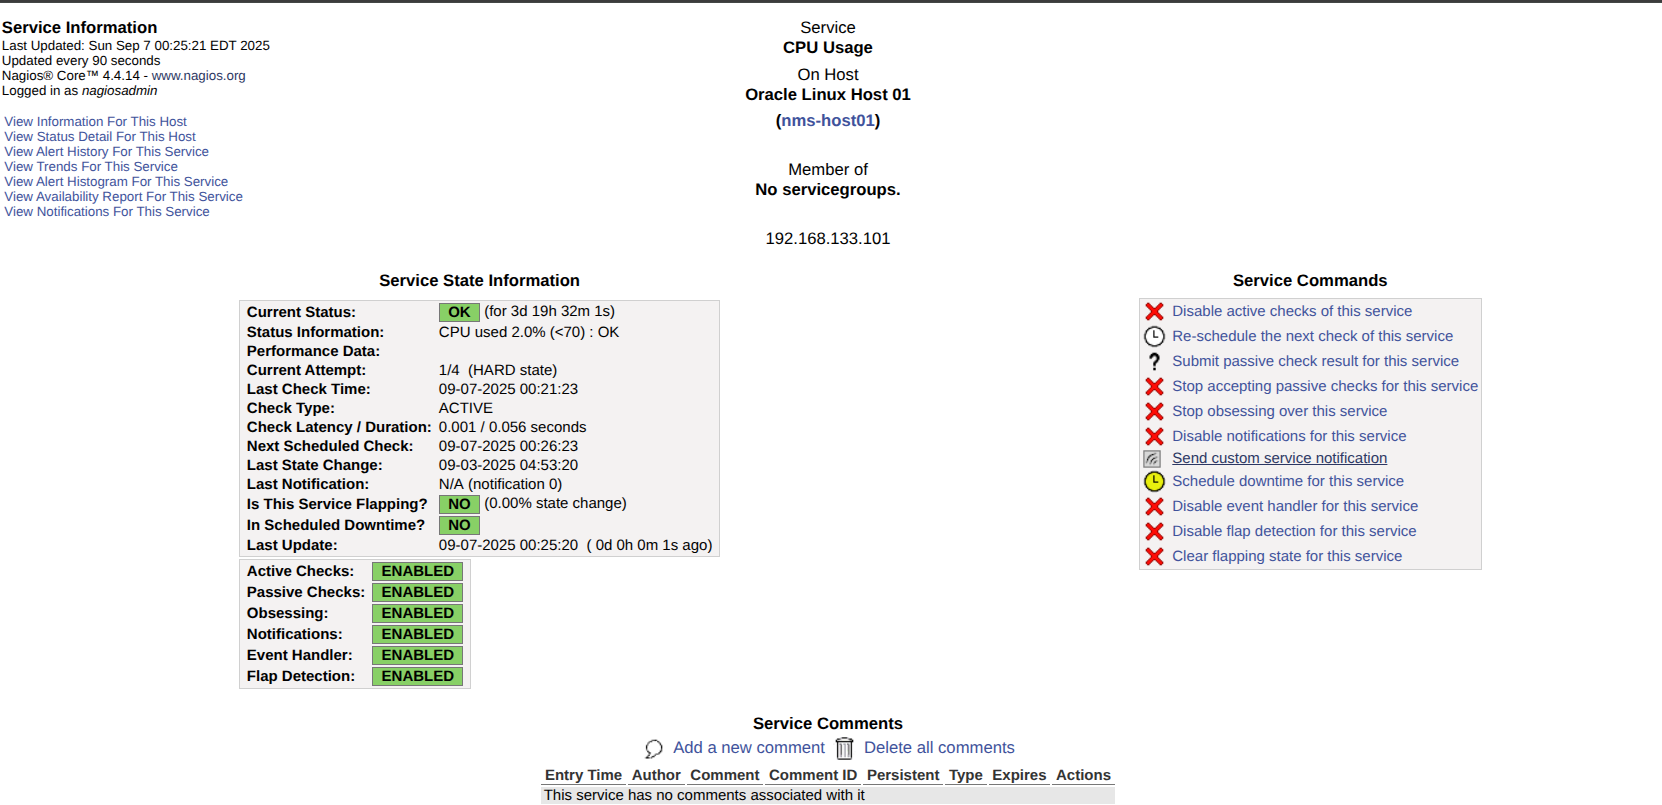 Service Information
Last Updated: Sun Sep 7 00:25:21 EDT 2025
Updated every 90 seconds
Nagios® Core™ 4.4.14 - www.nagios.org
Logged in as nagiosadmin
View Information For This Host
View Status Detail For This Host
View Alert History For This Service
View Trends For This Service
View Alert Histogram For This Service
View Availability Report For This Service
View Notifications For This Service
Service
CPU Usage
On Host
Oracle Linux Host 01
(nms-host01)
Member of
No servicegroups.
192.168.133.101
Service State Information
Current Status: OK (for 3d 19h 32m 1s)
Status Information: CPU used 2.0% (<70) : OK
Performance Data:
Current Attempt: 1/4 (HARD state)
Last Check Time: 09-07-2025 00:21:23
Check Type: ACTIVE
Check Latency / Duration: 0.001 / 0.056 seconds
Next Scheduled Check: 09-07-2025 00:26:23
Last State Change: 09-03-2025 04:53:20
Last Notification: N/A (notification 0)
Is This Service Flapping? NO (0.00% state change)
In Scheduled Downtime? NO
Last Update: 09-07-2025 00:25:20 ( 0d 0h 0m 1s ago)
Active Checks: ENABLED
Passive Checks: ENABLED
Obsessing: ENABLED
Notifications: ENABLED
Event Handler: ENABLED
Flap Detection: ENABLED
Service Commands
Disable active checks of this service
Re-schedule the next check of this service
Submit passive check result for this service
Stop accepting passive checks for this service
Stop obsessing over this service
Disable notifications for this service
Send custom service notification
Schedule downtime for this service
Disable event handler for this service
Disable flap detection for this service
Clear flapping state for this service
Service Comments
Add a new comment Delete all comments
Entry Time Author Comment Comment ID Persistent Type Expires Actions
This service has no comments associated with it